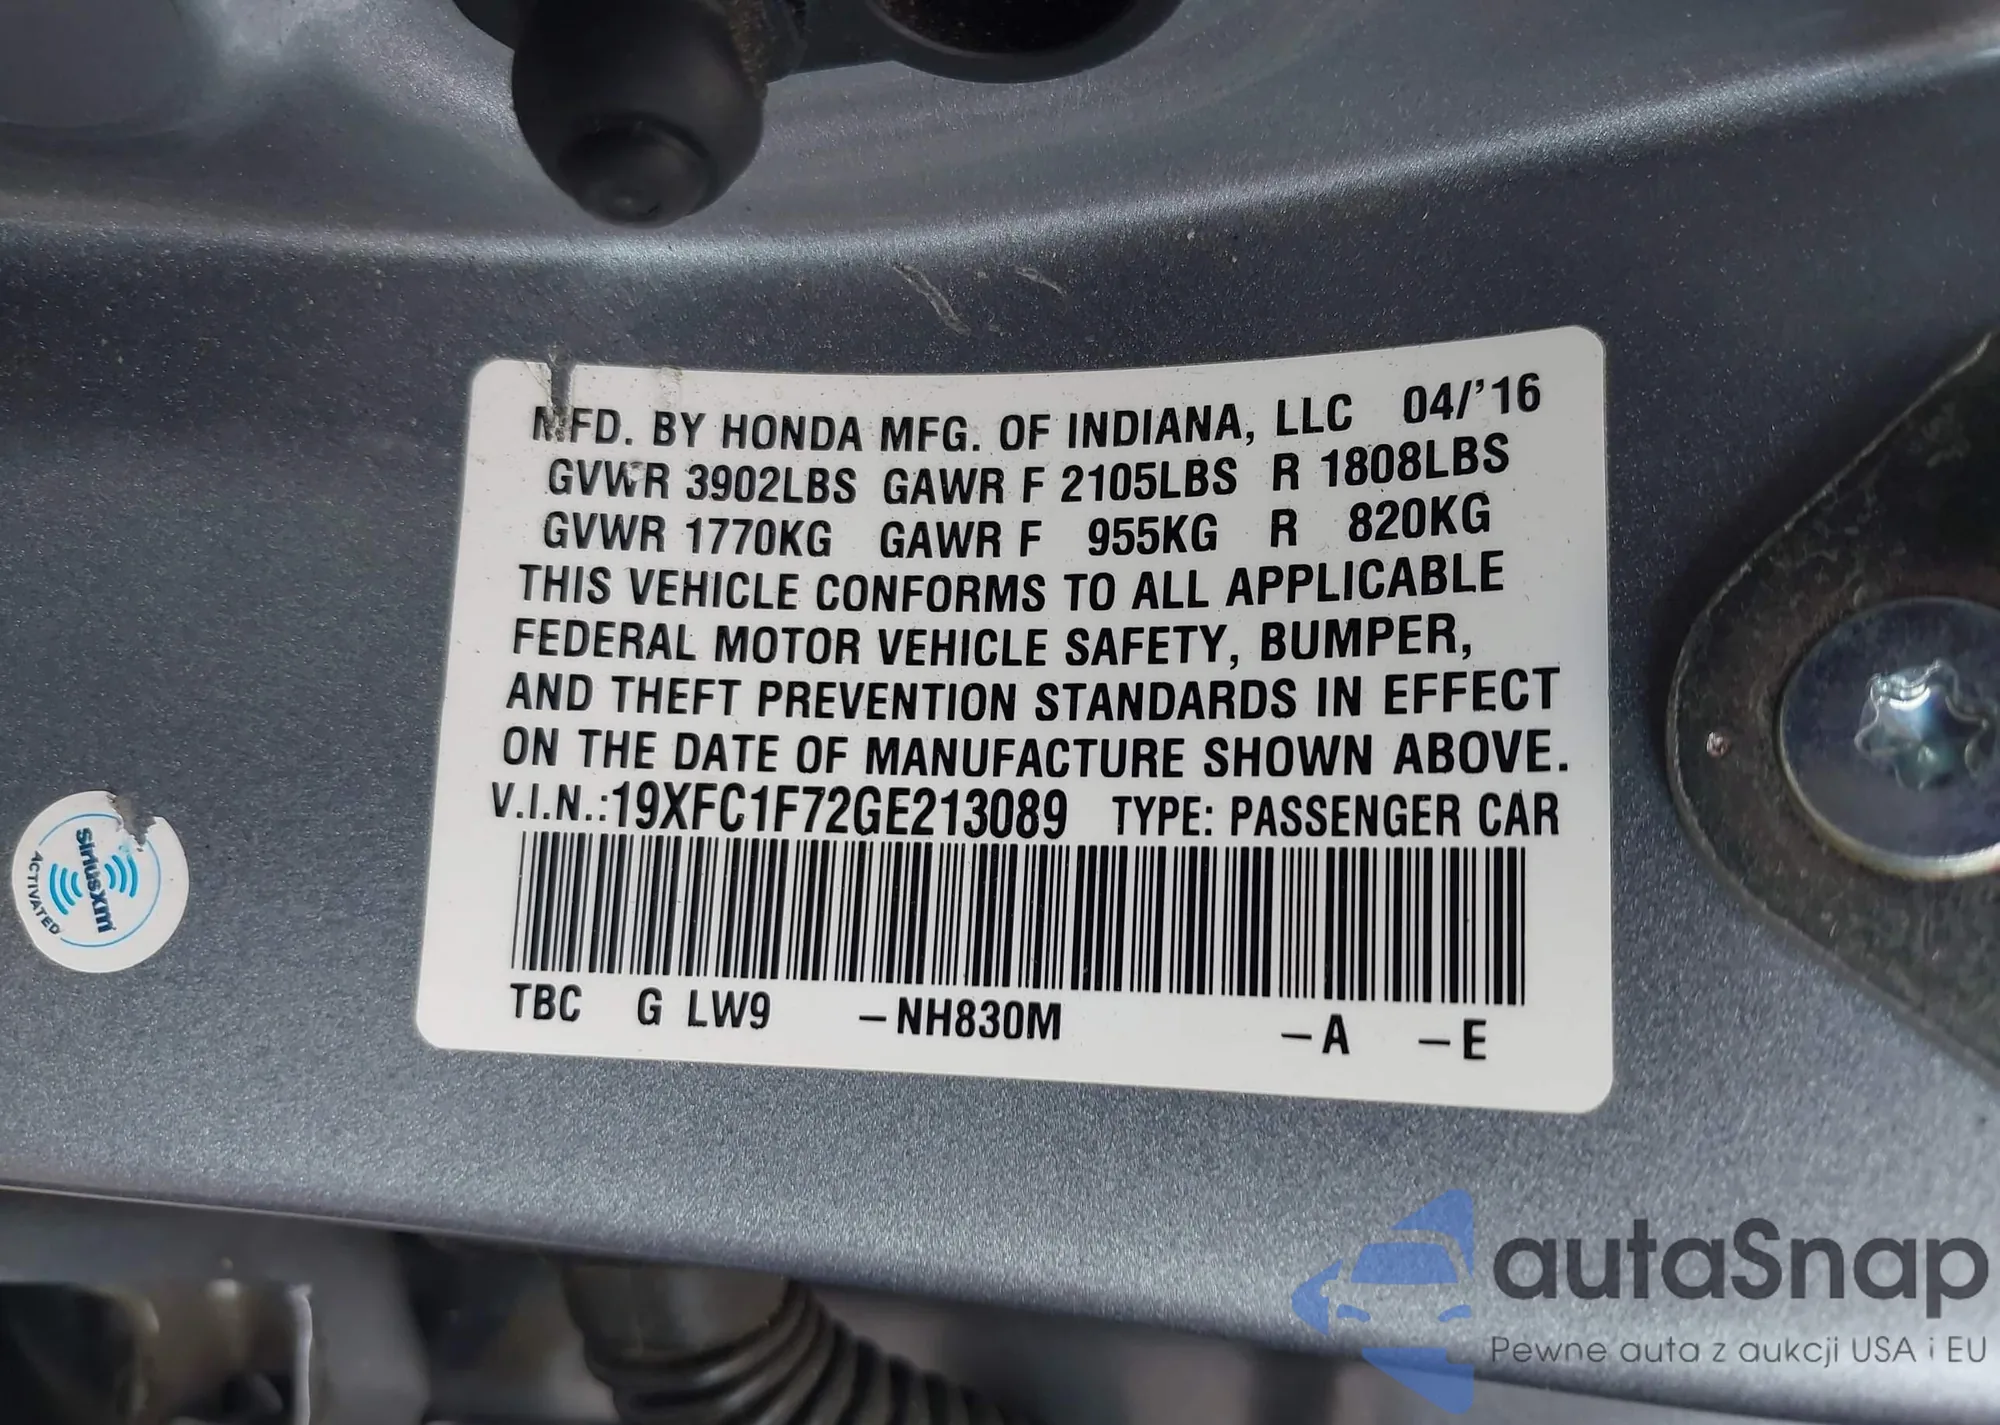 MFD. BY HONDA MFG. OF INDIANA, LLC 04/'16
GVWR 3902LBS GAWR F 2105LBS R 1808LBS
GVWR 1770KG GAWR F 955KG R 820KG
THIS VEHICLE CONFORMS TO ALL APPLICABLE
FEDERAL MOTOR VEHICLE SAFETY, BUMPER,
AND THEFT PREVENTION STANDARDS IN EFFECT
ON THE DATE OF MANUFACTURE SHOWN ABOVE.
V.I.N.:19XFC1F72GE213089 TYPE: PASSENGER CAR
TBC G LW9 –NH830M –A –E
siriusxm
ACTIVATED
autaSnap
Pewne auta z aukcji USA i EU